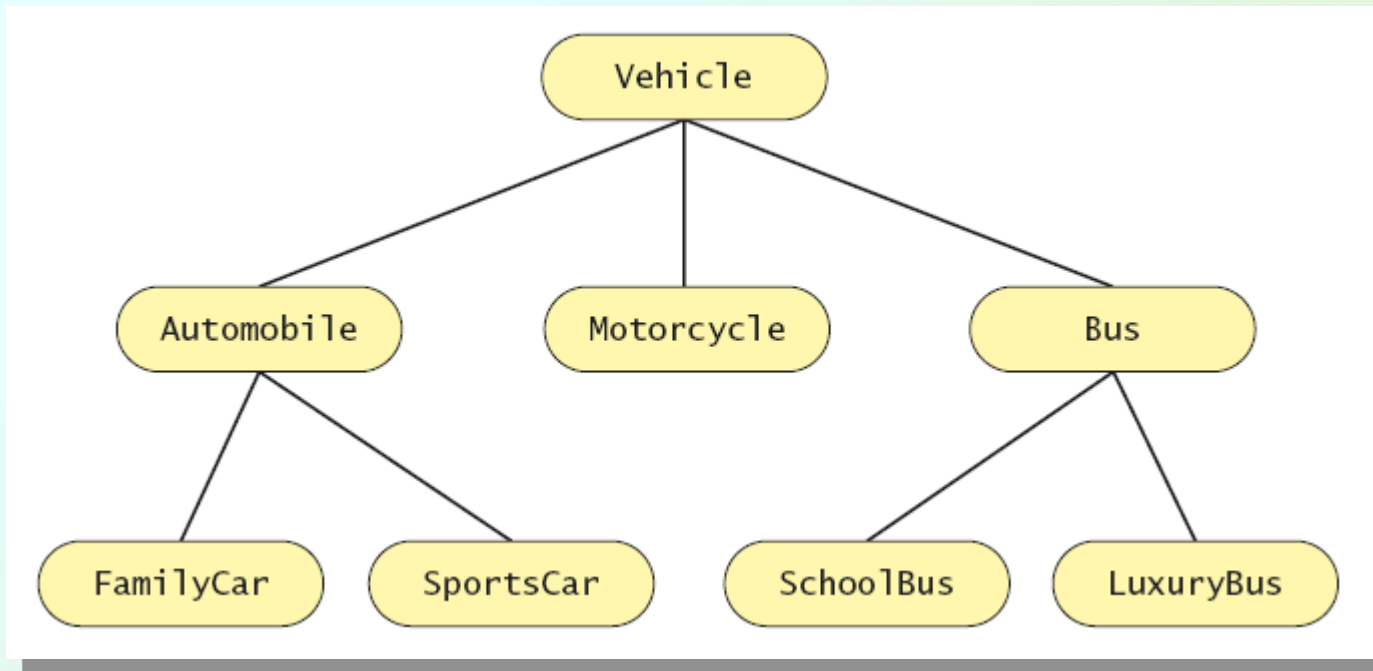 Vehicle
Automobile
Motorcycle
Bus
FamilyCar
SportsCar
SchoolBus
LuxuryBus